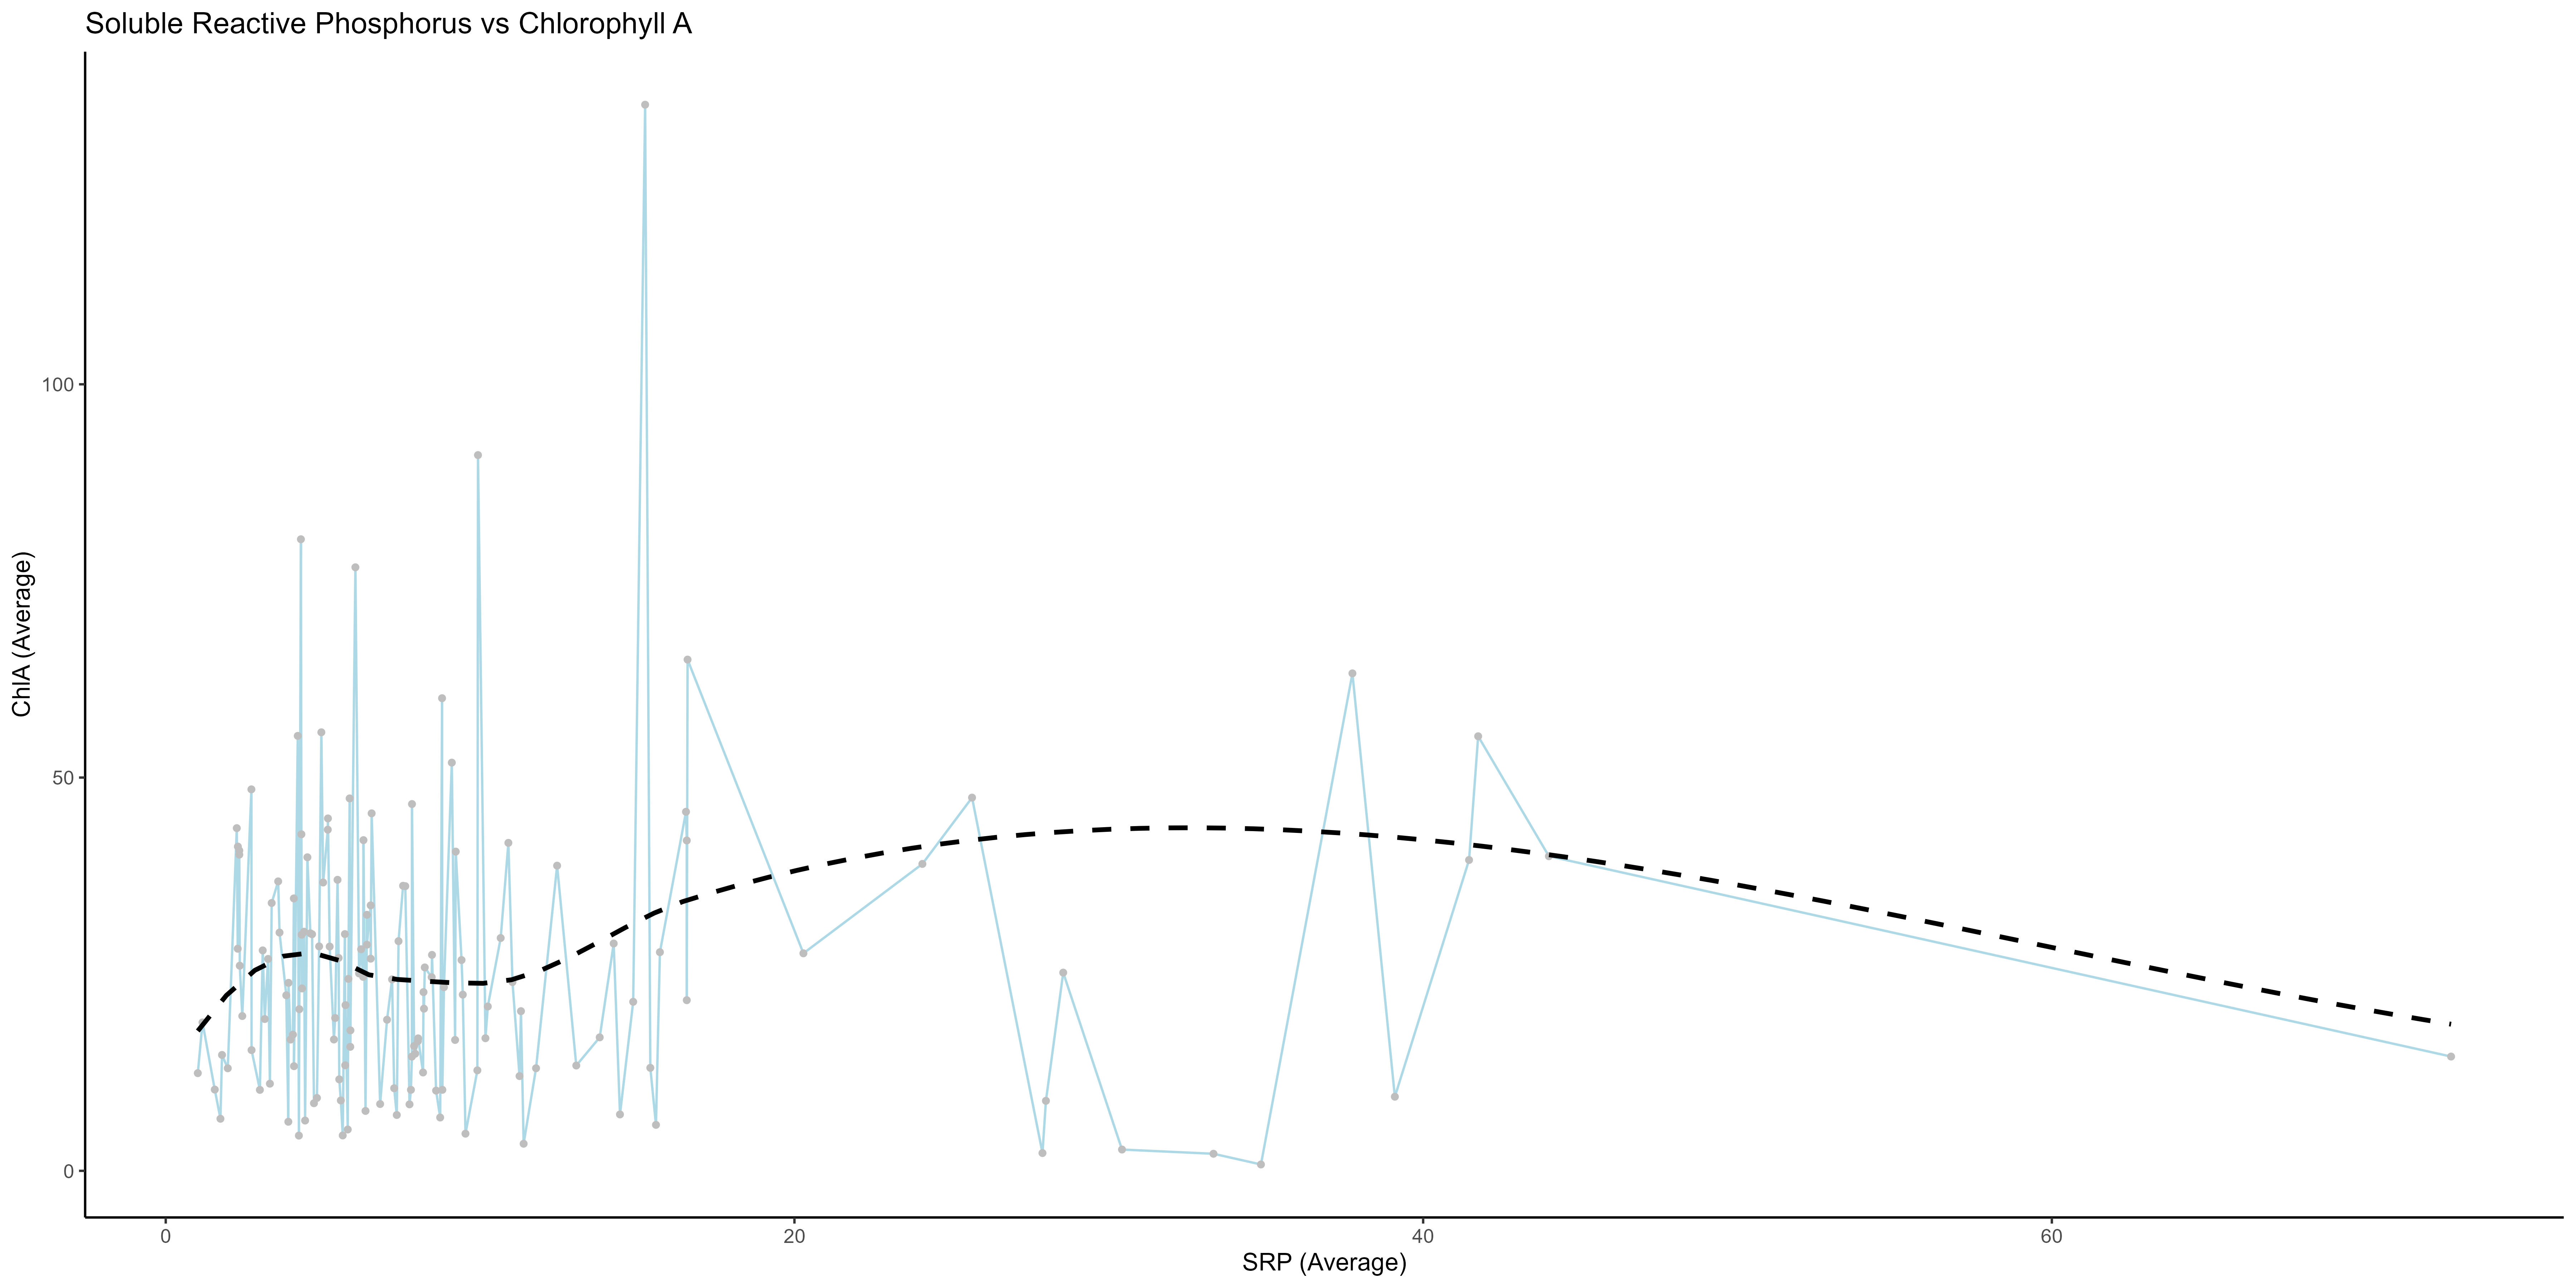 Soluble Reactive Phosphorus vs Chlorophyll A
ChlA (Average)
100
50
0
0 20 40 60
SRP (Average)